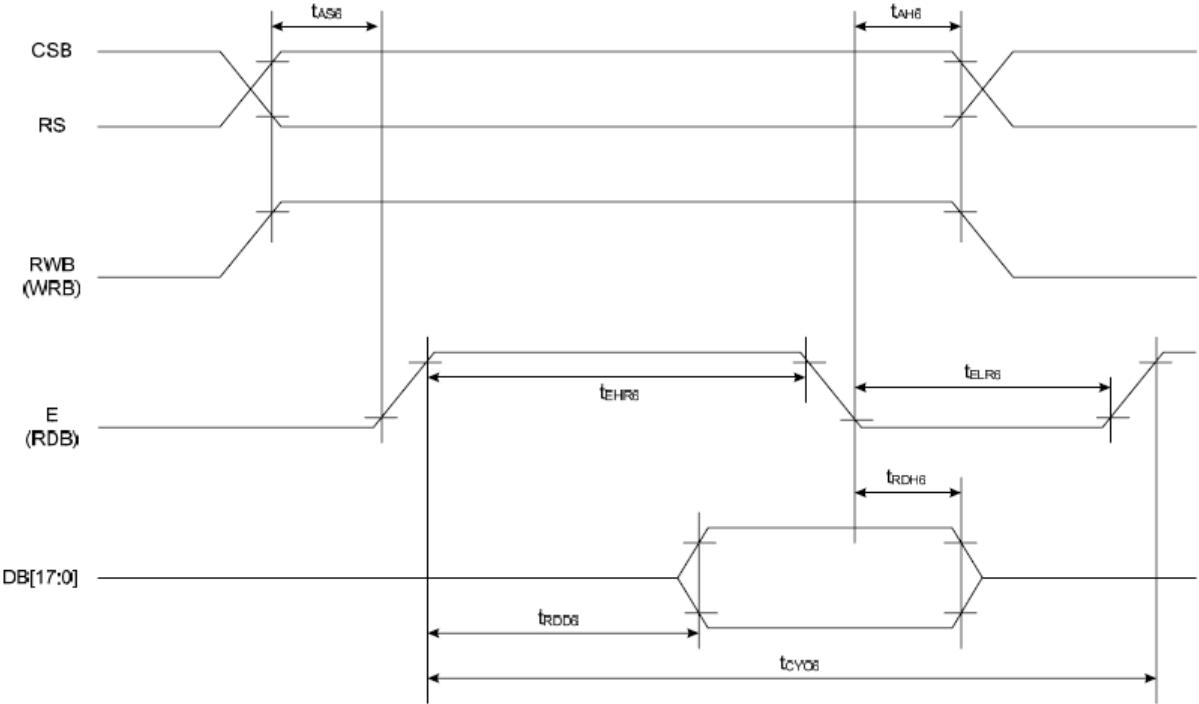 tAS6
tAH6
CSB
RS
RWB
(WRB)
E
(RDB)
tEHR6
tELR6
tRDH6
DB[17:0]
tRDD6
tCYC6